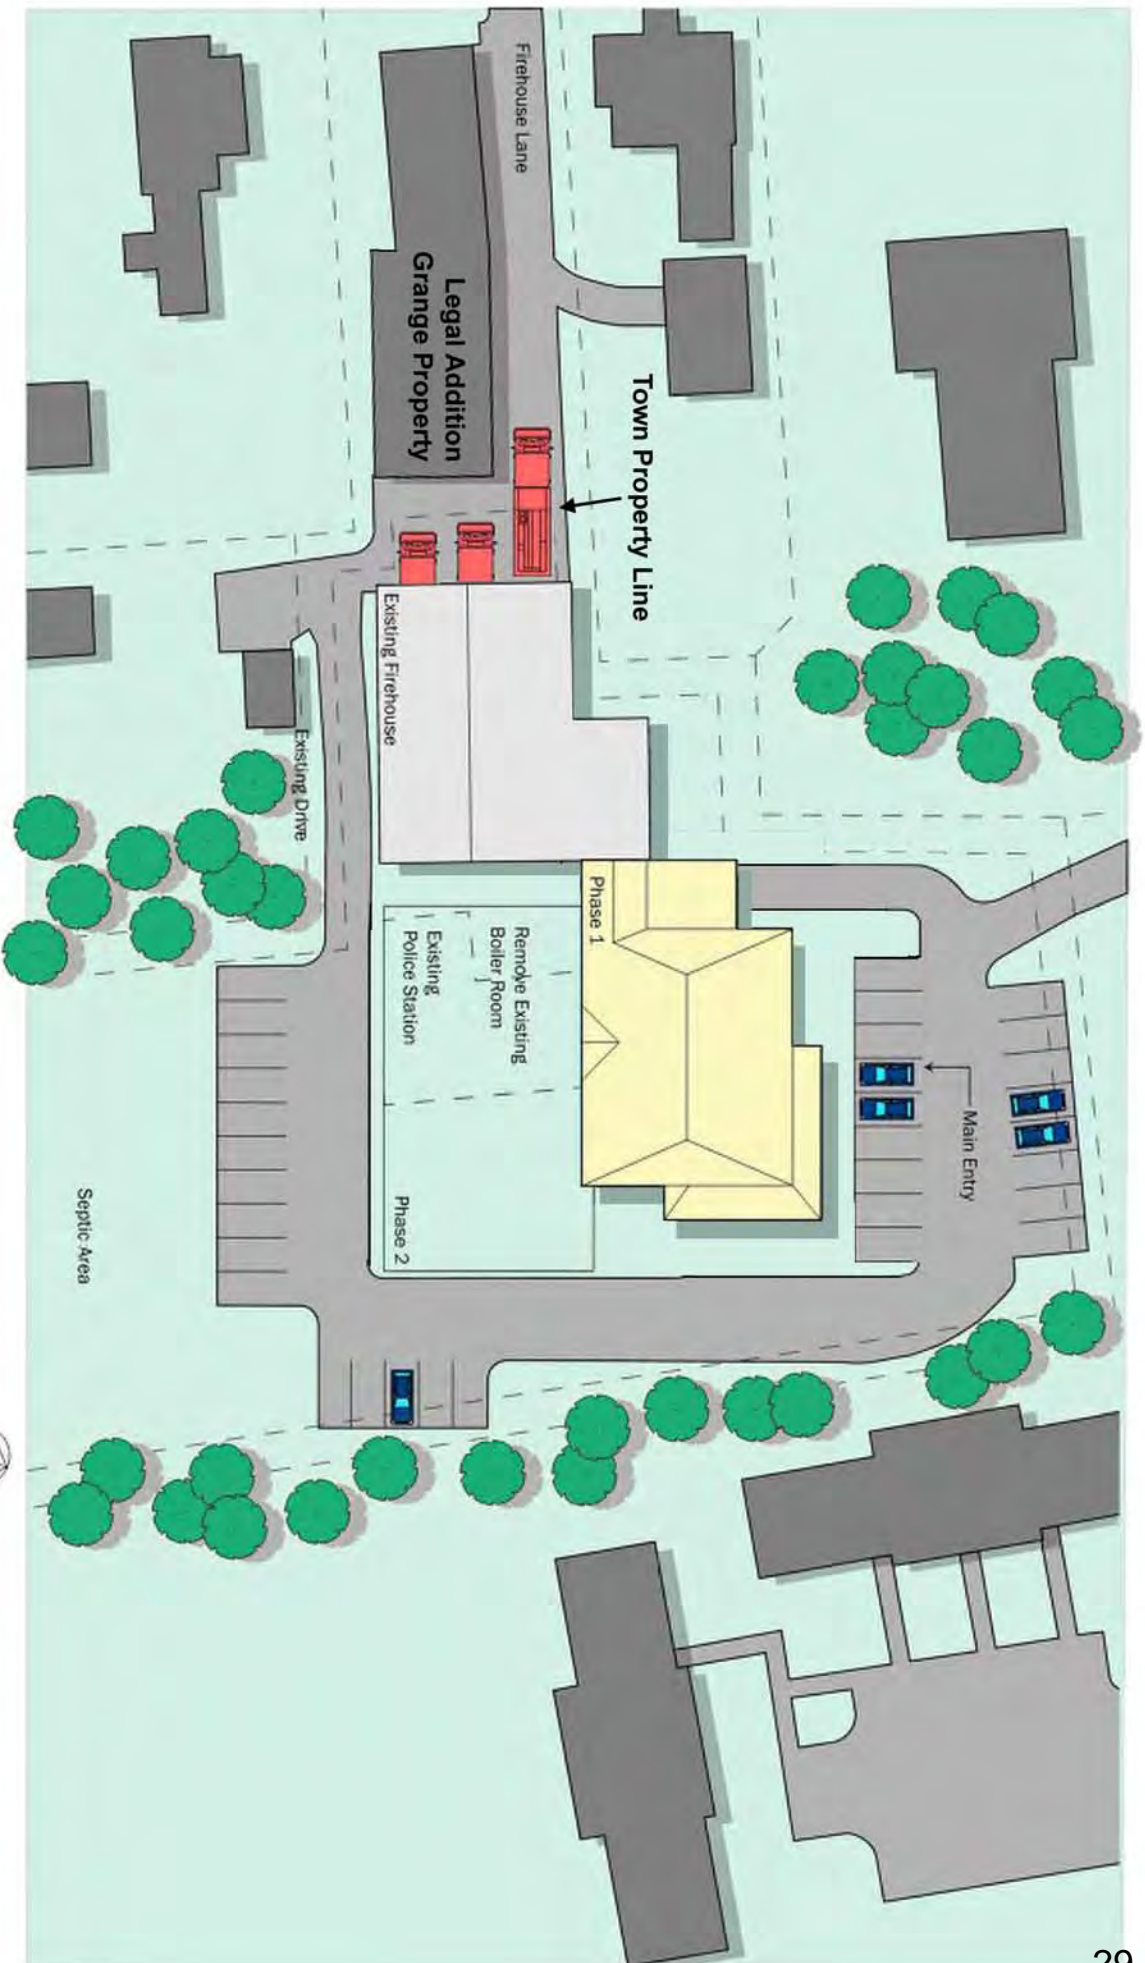 Firehouse Lane
Legal Addition
Grange Property
Town Property Line
Existing Firehouse
Existing Drive
Phase 1
Remove Existing
Boiler Room
Existing
Police Station
Phase 2
Main Entry
Septic Area
29